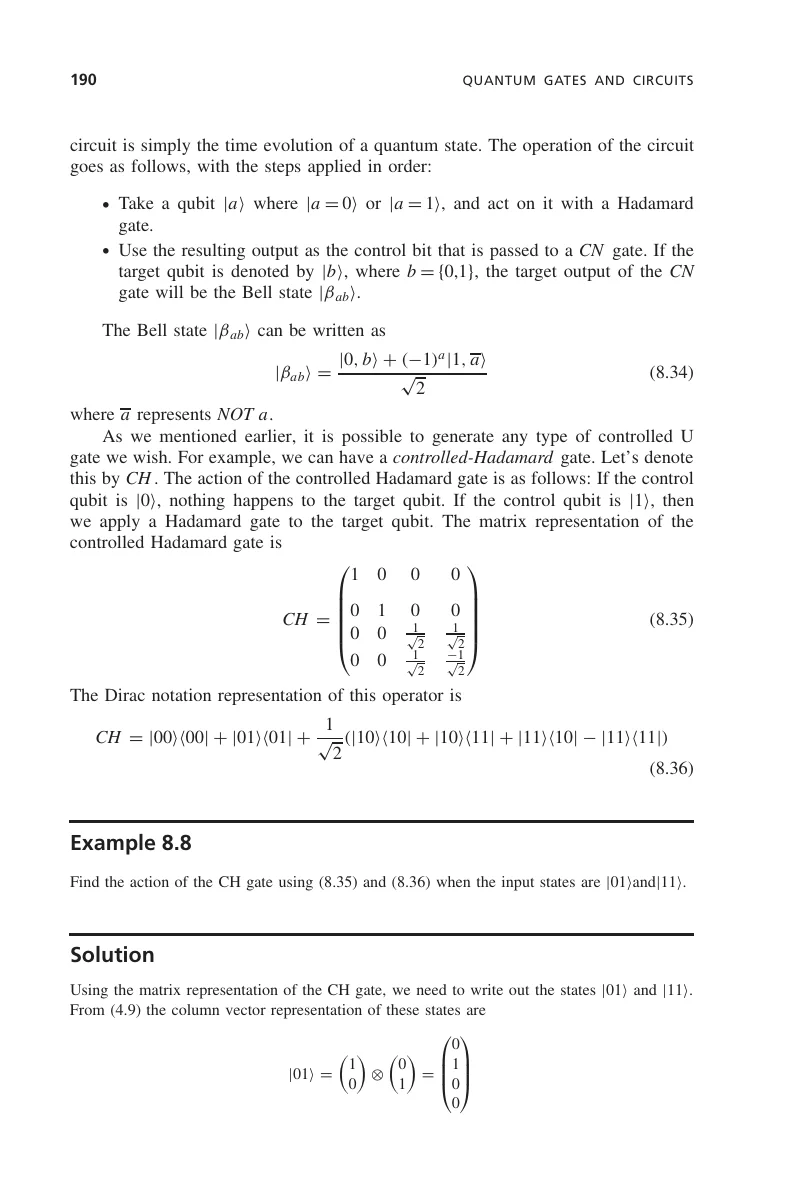 190 QUANTUM GATES AND CIRCUITS
circuit is simply the time evolution of a quantum state. The operation of the circuit
goes as follows, with the steps applied in order:
• Take a qubit |a⟩ where |a = 0⟩ or |a = 1⟩, and act on it with a Hadamard
gate.
• Use the resulting output as the control bit that is passed to a CN gate. If the
target qubit is denoted by |b⟩, where b = {0,1}, the target output of the CN
gate will be the Bell state |β_ab⟩.
The Bell state |β_ab⟩ can be written as
|β_ab⟩ = (|0, b⟩ + (−1)^a|1, a̅⟩) / √2 (8.34)
where a̅ represents NOT a.
As we mentioned earlier, it is possible to generate any type of controlled U
gate we wish. For example, we can have a controlled-Hadamard gate. Let's denote
this by CH. The action of the controlled Hadamard gate is as follows: If the control
qubit is |0⟩, nothing happens to the target qubit. If the control qubit is |1⟩, then
we apply a Hadamard gate to the target qubit. The matrix representation of the
controlled Hadamard gate is
1 0 0 0
0 1 0 0
CH = (8.35)
0 0 1/√2 1/√2
0 0 1/√2 −1/√2
The Dirac notation representation of this operator is
CH = |00⟩⟨00| + |01⟩⟨01| + 1/√2 (|10⟩⟨10| + |10⟩⟨11| + |11⟩⟨10| − |11⟩⟨11|)
(8.36)
Example 8.8
Find the action of the CH gate using (8.35) and (8.36) when the input states are |01⟩and|11⟩.
Solution
Using the matrix representation of the CH gate, we need to write out the states |01⟩ and |11⟩.
From (4.9) the column vector representation of these states are
|01⟩ = (1 0) ⊗ (0 1) = (0 1 0 0)